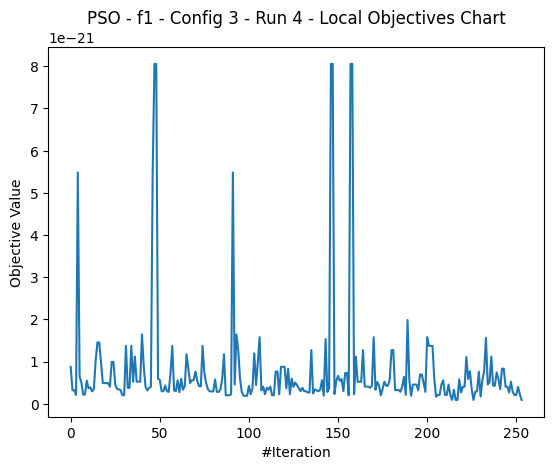 PSO - f1 - Config 3 - Run 4 - Local Objectives Chart
1e−21
8
7
6
5
4
3
2
1
0
Objective Value
0 50 100 150 200 250
#Iteration